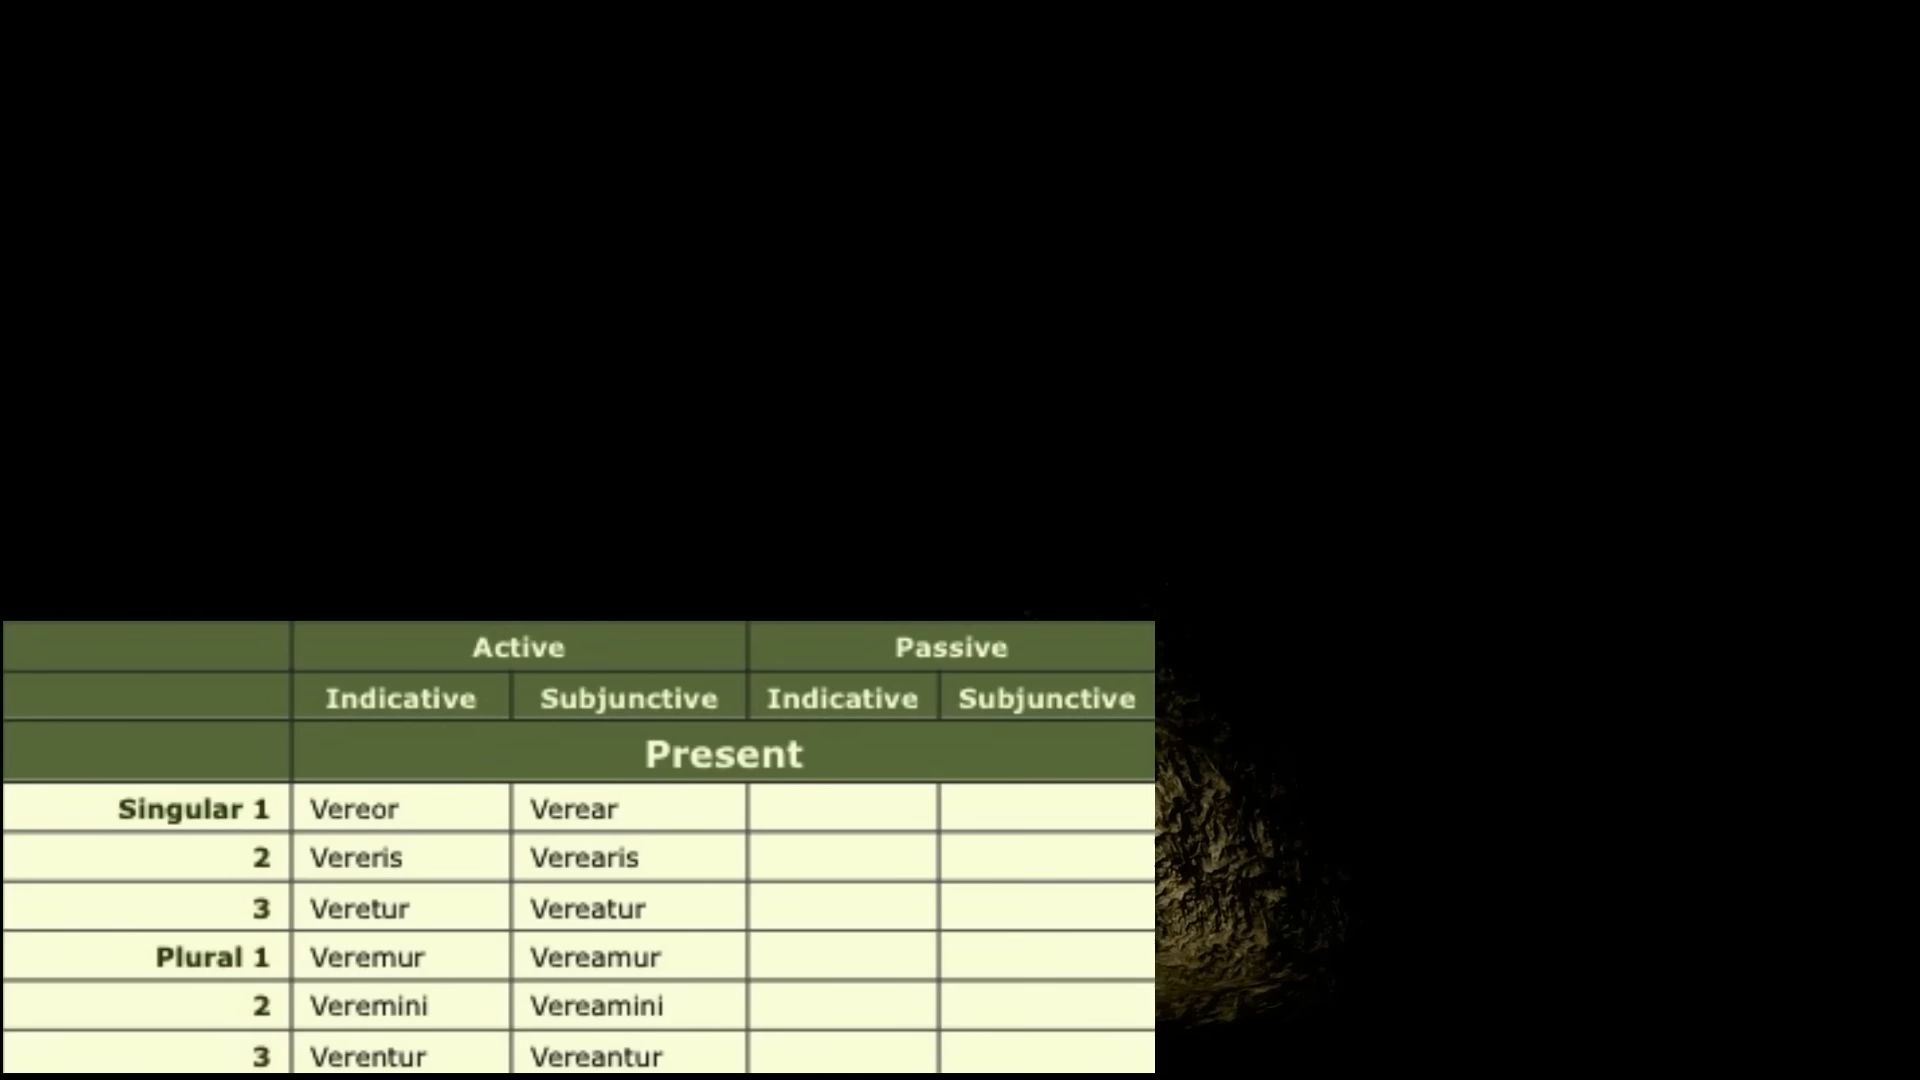 Active Passive
Indicative Subjunctive Indicative Subjunctive
Present
Singular 1 Vereor Verear
2 Vereris Verearis
3 Veretur Vereatur
Plural 1 Veremur Vereamur
2 Veremini Vereamini
3 Verentur Vereantur